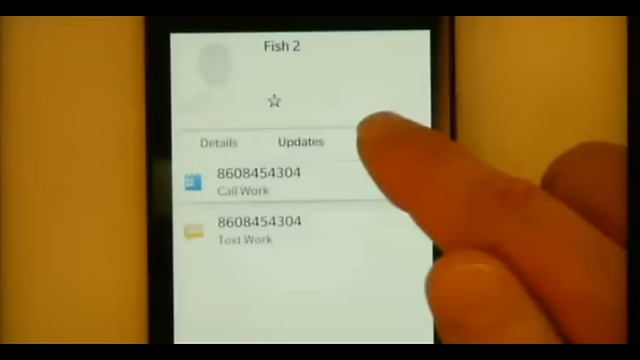 Fish 2
Details Updates
8608454304
Call Work
8608454304
Text Work